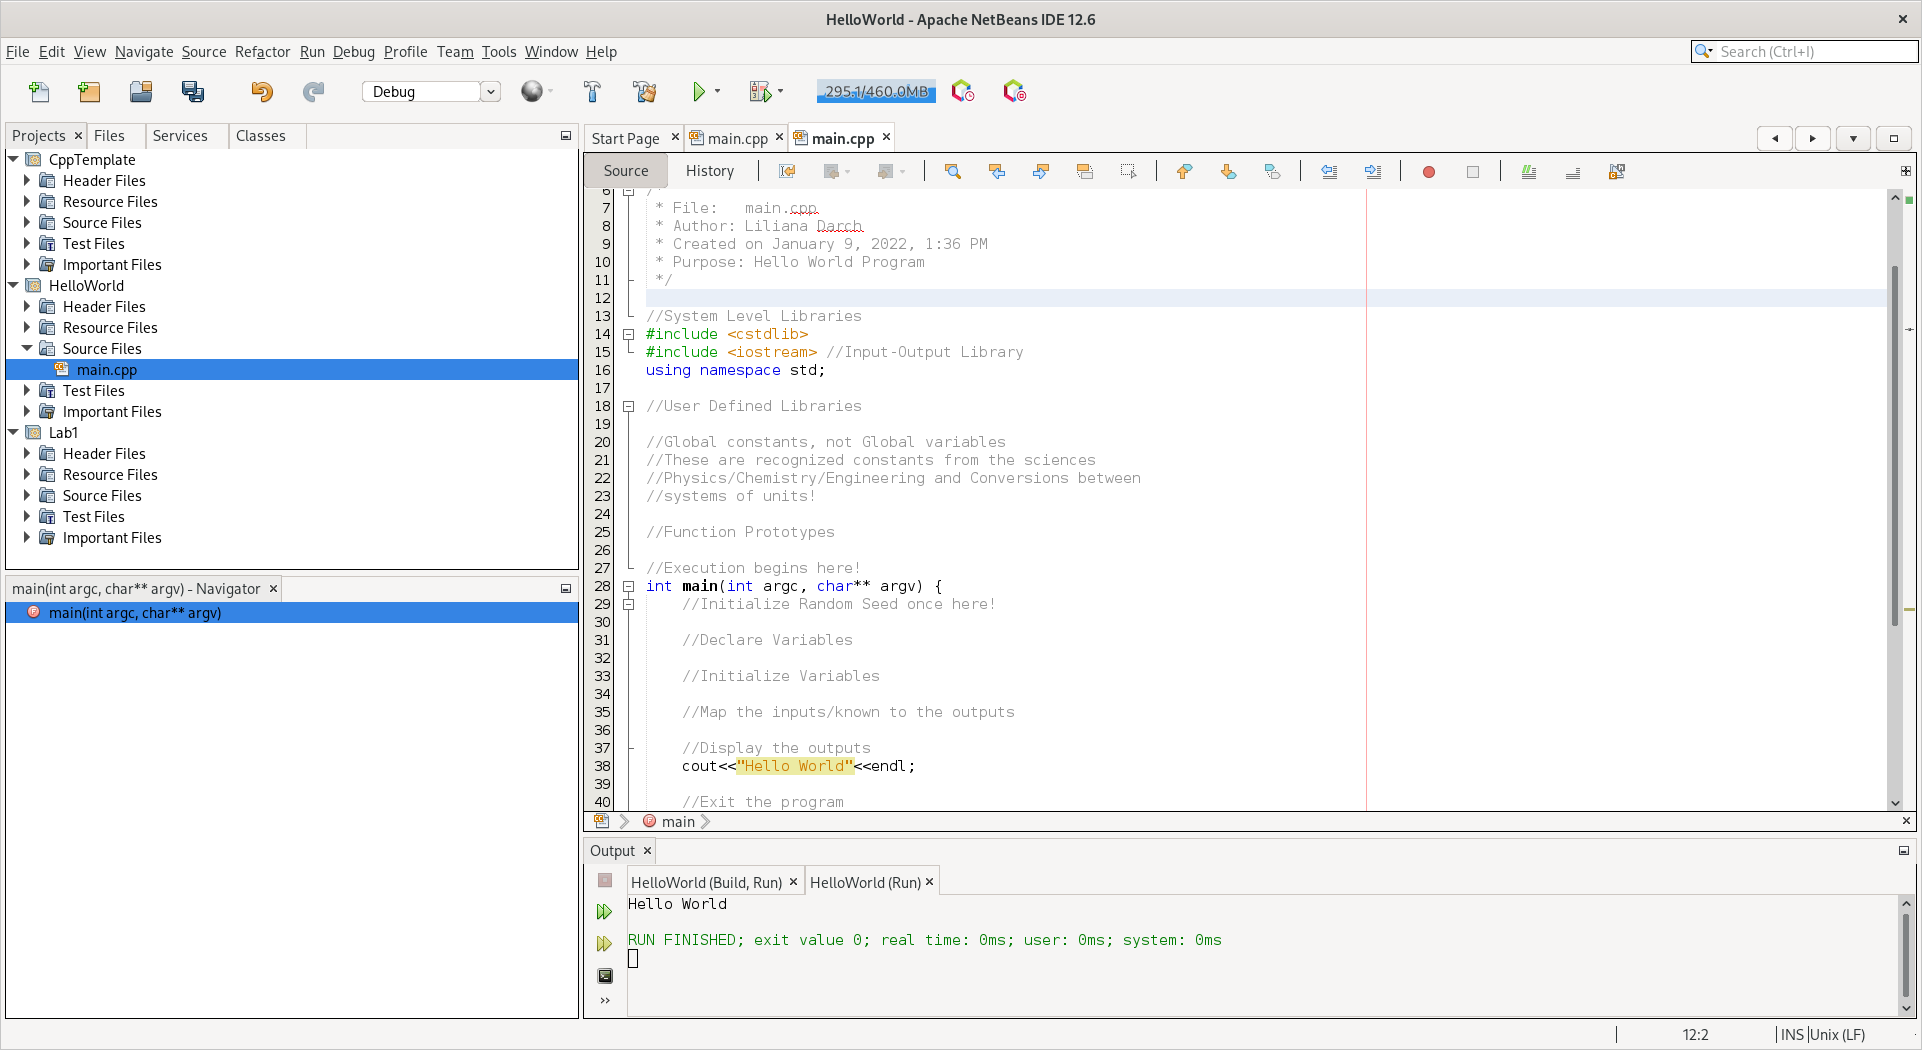 HelloWorld - Apache NetBeans IDE 12.6
File Edit View Navigate Source Refactor Run Debug Profile Team Tools Window Help
Search (Ctrl+I)
Debug
295.1/460.0MB
Projects Files Services Classes
CppTemplate
Header Files
Resource Files
Source Files
Test Files
Important Files
HelloWorld
Header Files
Resource Files
Source Files
main.cpp
Test Files
Important Files
Lab1
Header Files
Resource Files
Source Files
Test Files
Important Files
main(int argc, char** argv) - Navigator
main(int argc, char** argv)
Start Page main.cpp main.cpp
Source History
6 /*
7 * File:   main.cpp
8 * Author: Liliana Darch
9 * Created on January 9, 2022, 1:36 PM
10 * Purpose: Hello World Program
11 */
12
13 //System Level Libraries
14 #include <cstdlib>
15 #include <iostream> //Input-Output Library
16 using namespace std;
17
18 //User Defined Libraries
19
20 //Global constants, not Global variables
21 //These are recognized constants from the sciences
22 //Physics/Chemistry/Engineering and Conversions between
23 //systems of units!
24
25 //Function Prototypes
26
27 //Execution begins here!
28 int main(int argc, char** argv) {
29 //Initialize Random Seed once here!
30
31 //Declare Variables
32
33 //Initialize Variables
34
35 //Map the inputs/known to the outputs
36
37 //Display the outputs
38 cout<<"Hello World"<<endl;
39
40 //Exit the program
main
Output
HelloWorld (Build, Run) HelloWorld (Run)
Hello World
RUN FINISHED; exit value 0; real time: 0ms; user: 0ms; system: 0ms
12:2 INS Unix (LF)